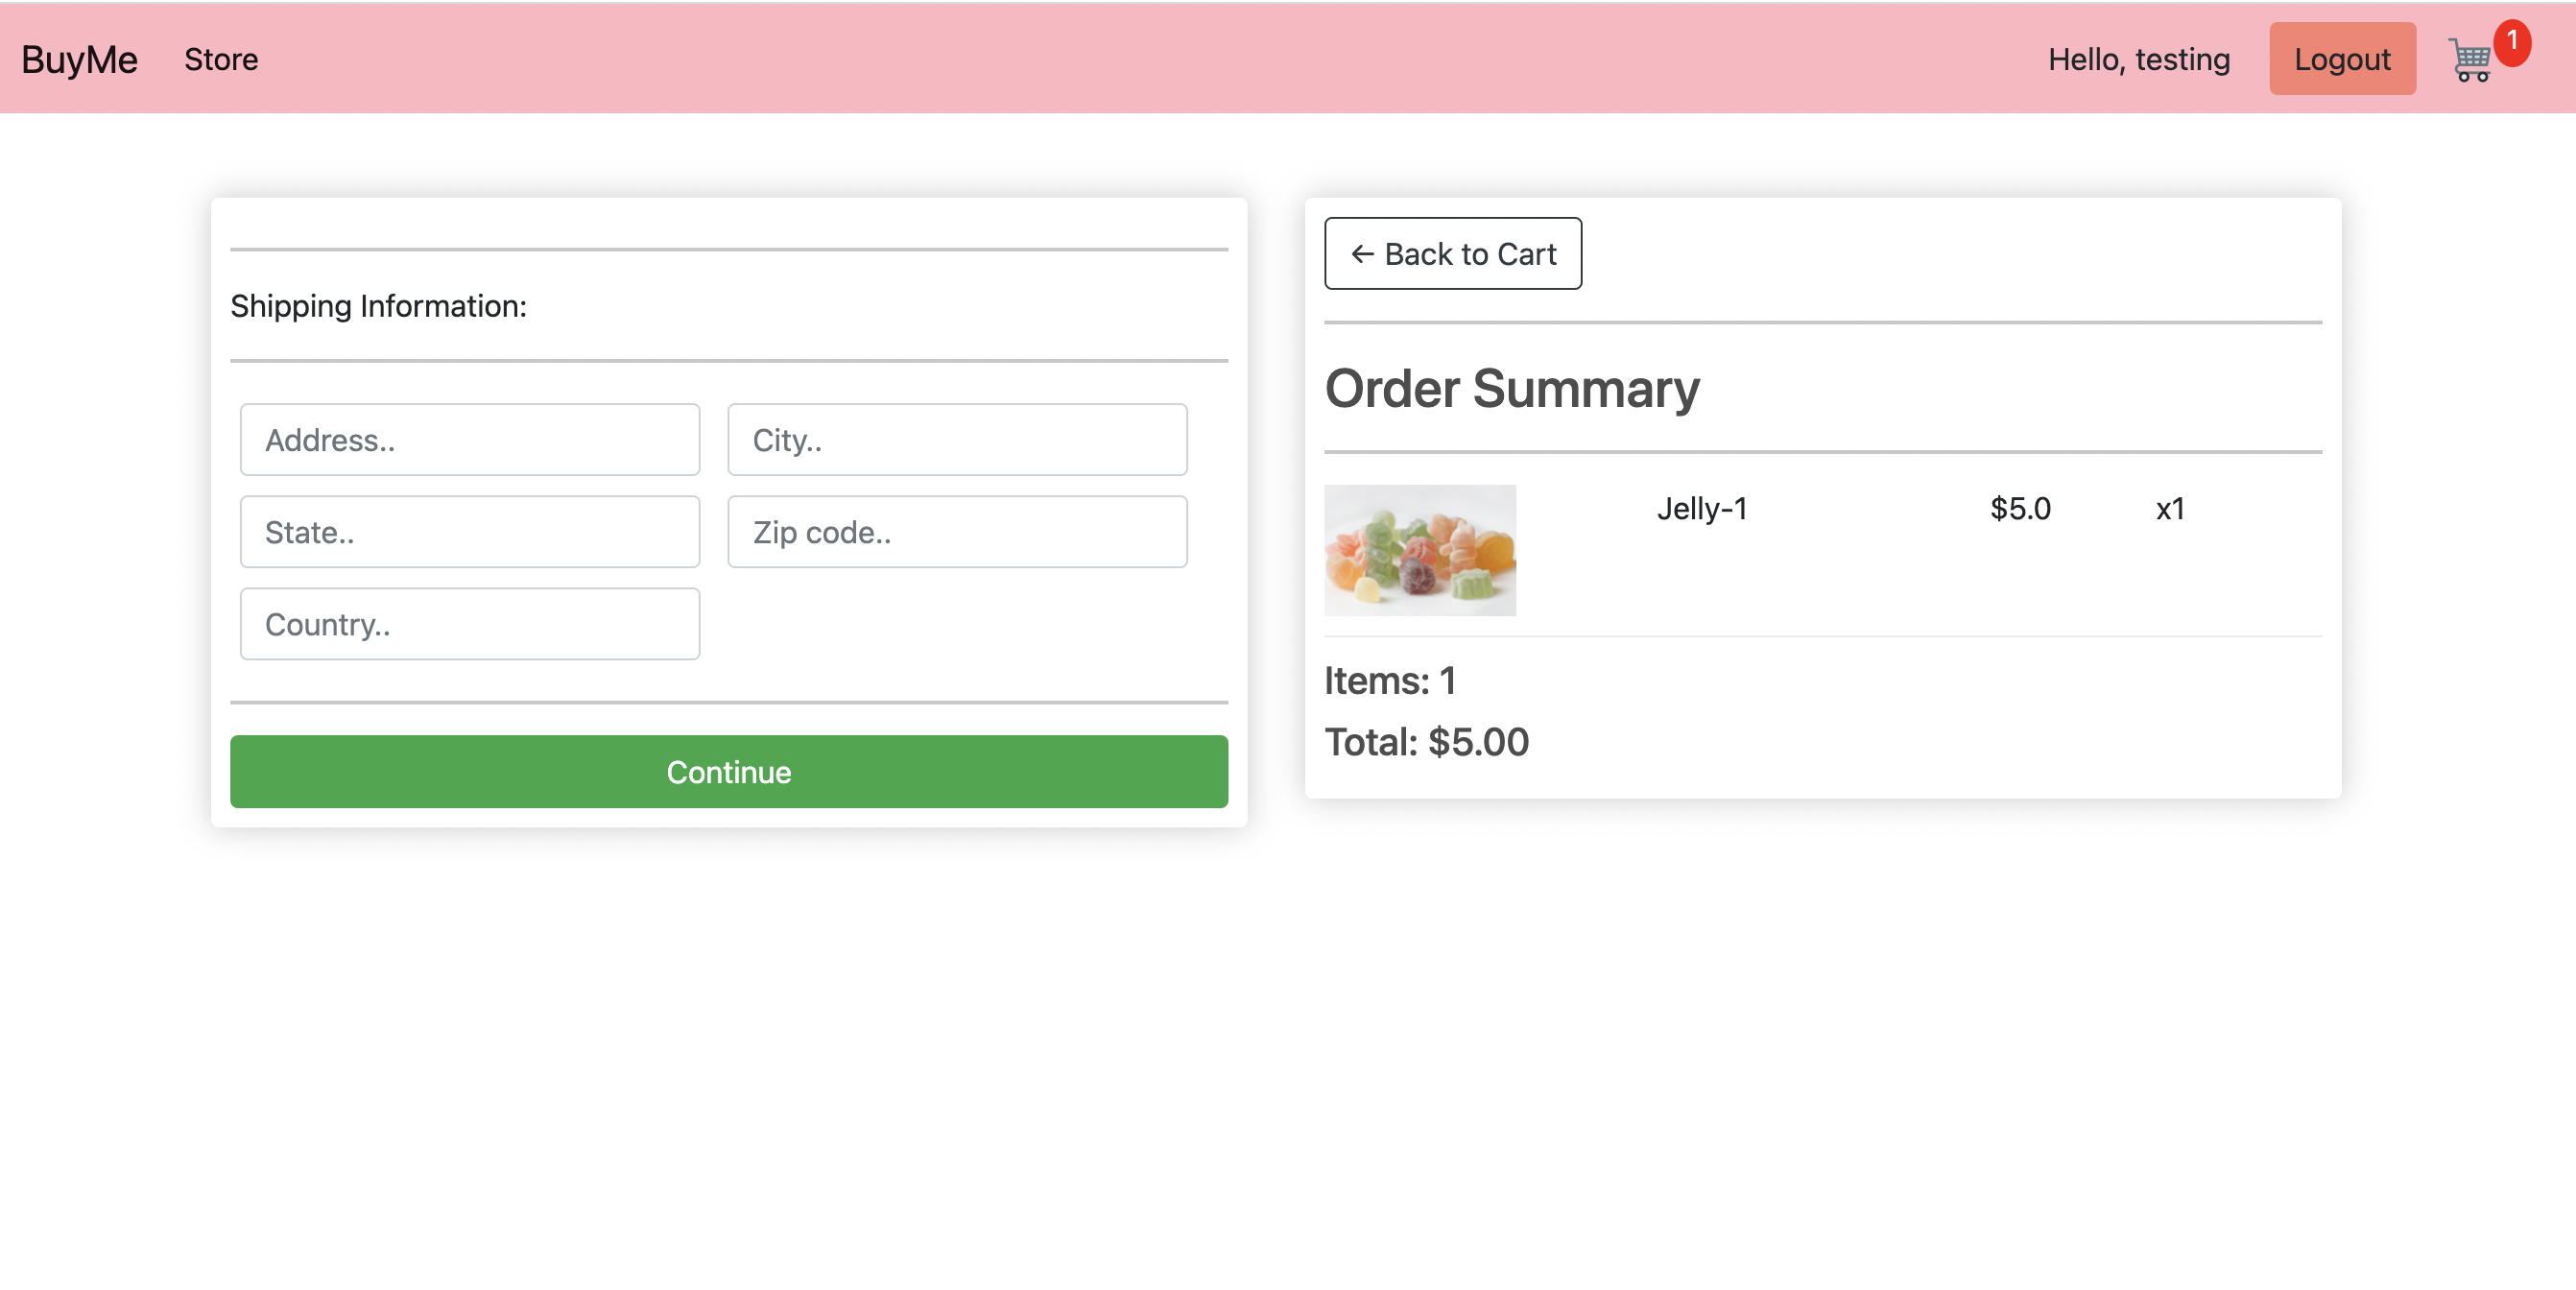 BuyMe Store Hello, testing Logout 1
Shipping Information:
Address.. City..
State.. Zip code..
Country..
Continue
← Back to Cart
Order Summary
Jelly-1 $5.0 x1
Items: 1
Total: $5.00